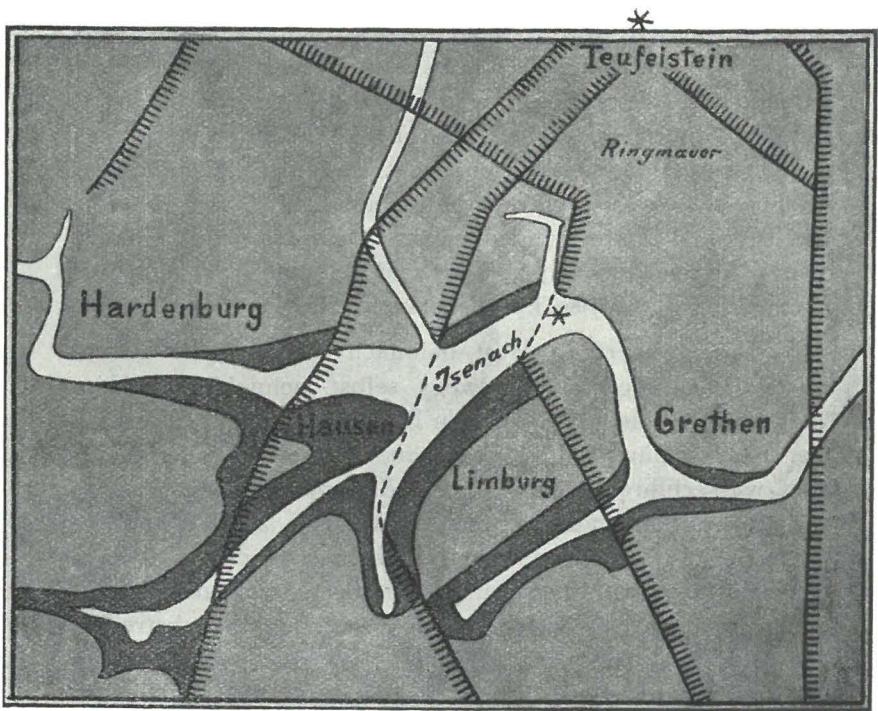 Teufelstein
Ringmauer
Hardenburg
Isenach
Hausen
Grethen
Limburg